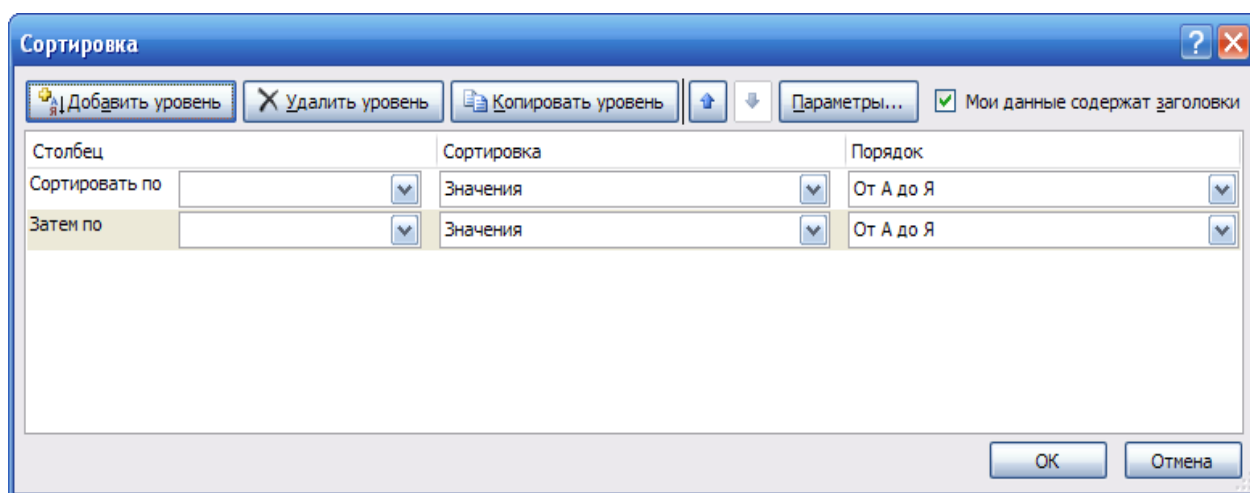 Сортировка
Добавить уровень Удалить уровень Копировать уровень Параметры... Мои данные содержат заголовки
Столбец Сортировка Порядок
Сортировать по Значения От А до Я
Затем по Значения От А до Я
ОК Отмена